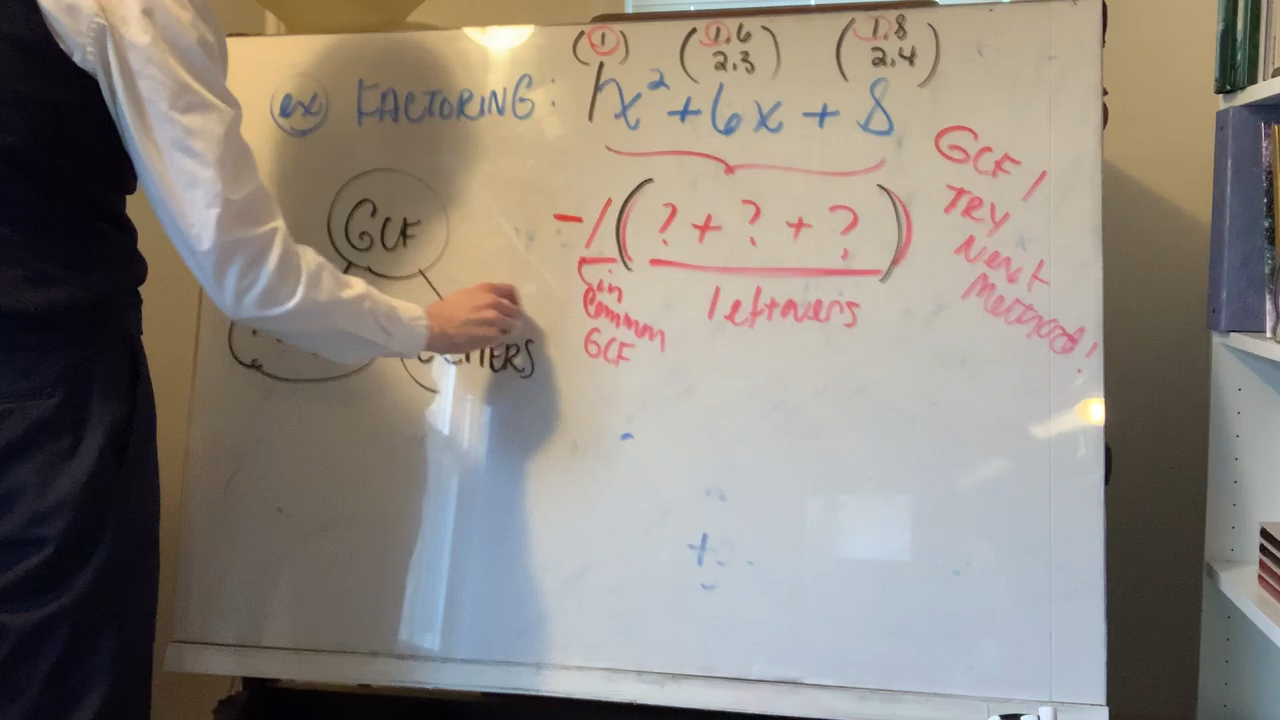 (1) (1,6 (1,8
2,3) 2,4)
ex FACTORING: 1x² + 6x + 8
GCF!
TRY
Next
Method!
GCF
-1(? + ? + ?)
in
Common
GCF
leftovers